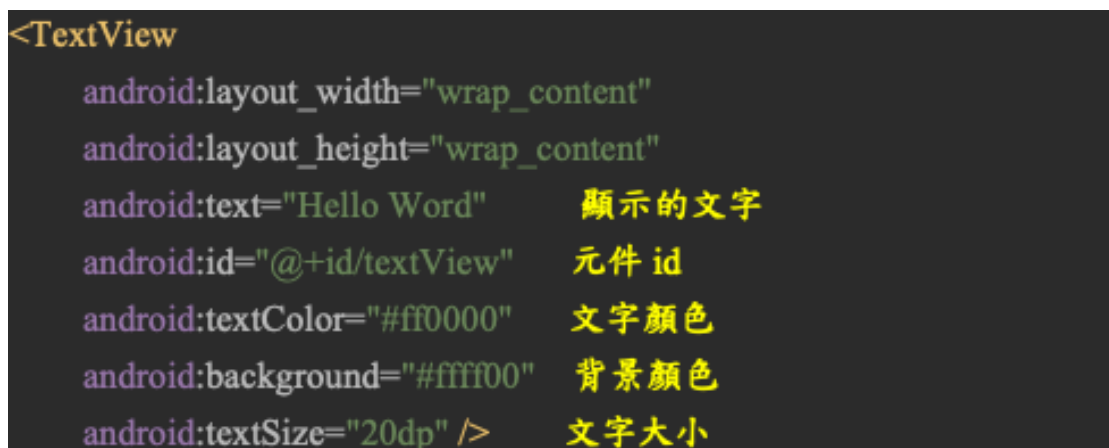 <TextView
android:layout_width="wrap_content"
android:layout_height="wrap_content"
android:text="Hello Word" 顯示的文字
android:id="@+id/textView" 元件 id
android:textColor="#ff0000" 文字顏色
android:background="#ffff00" 背景顏色
android:textSize="20dp" /> 文字大小